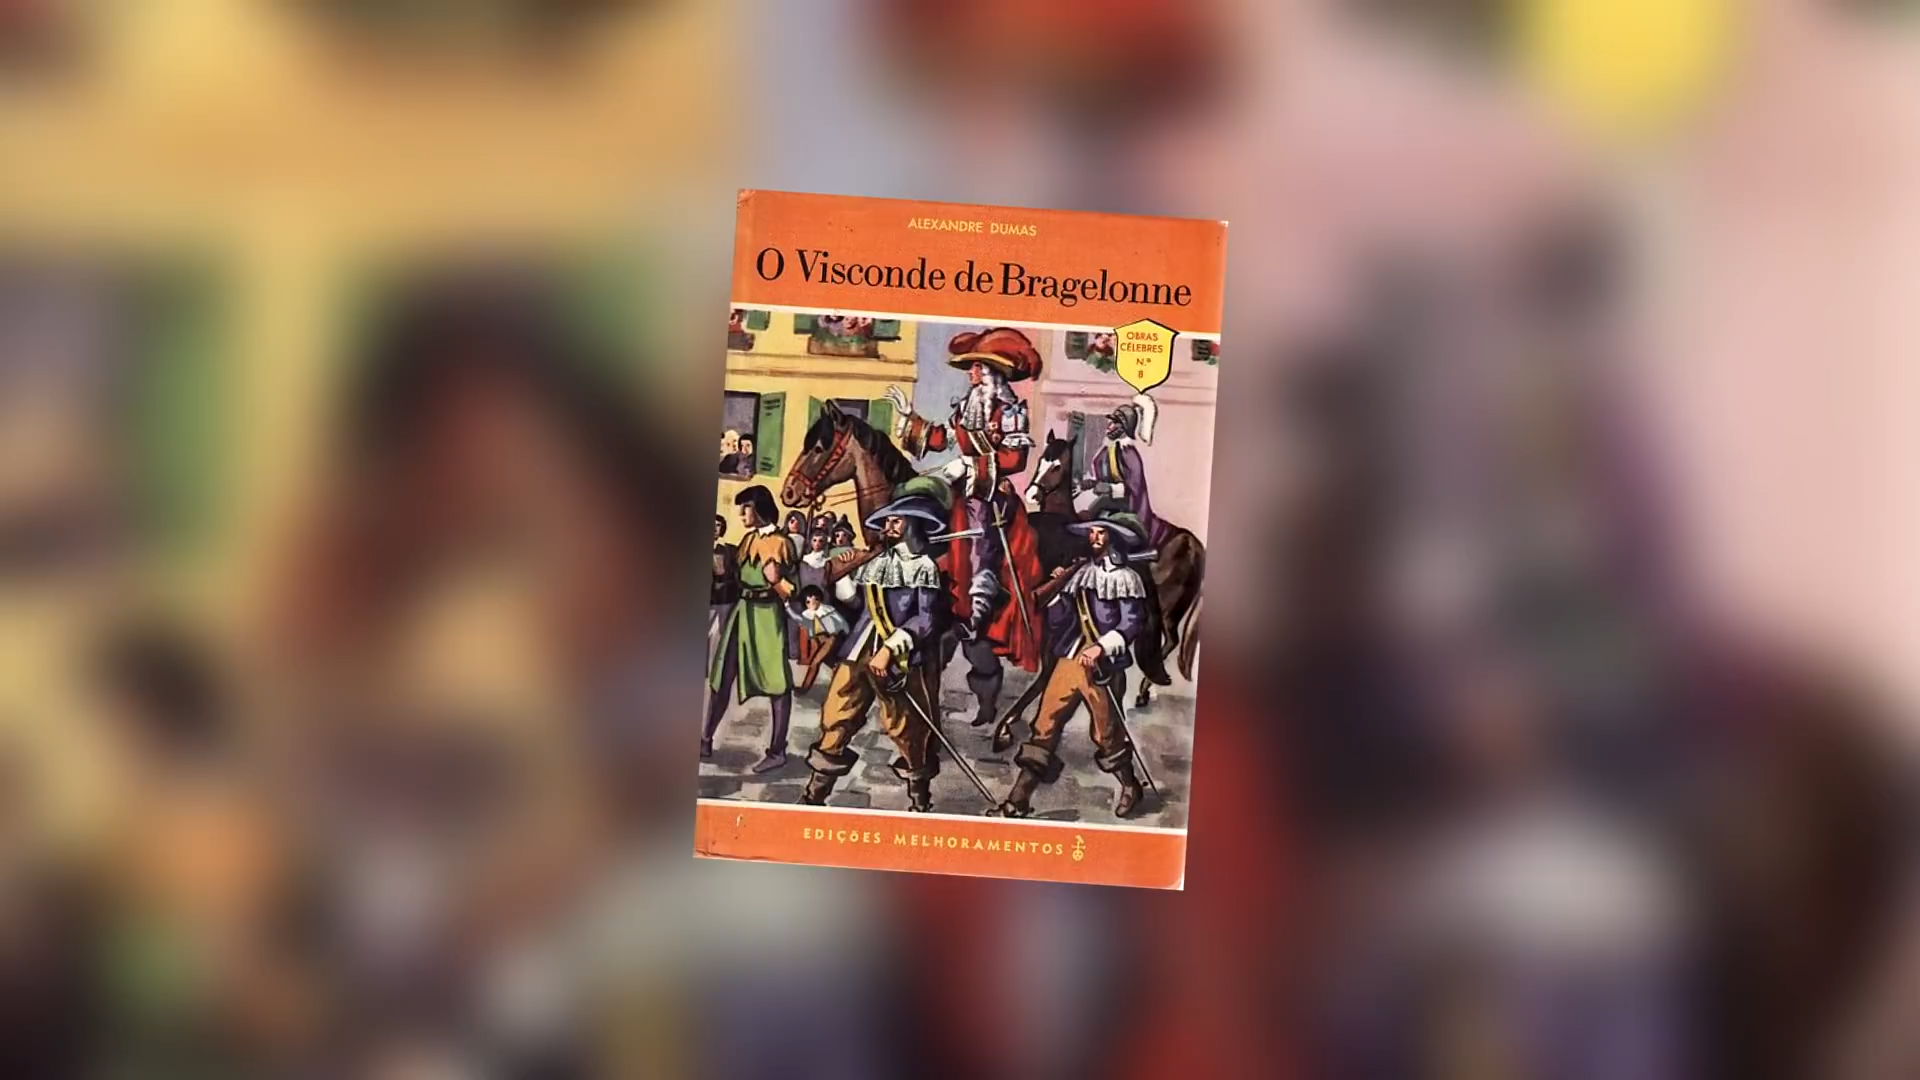 ALEXANDRE DUMAS
O Visconde de Bragelonne
OBRAS
CÉLEBRES
N.º
8
EDIÇÕES MELHORAMENTOS